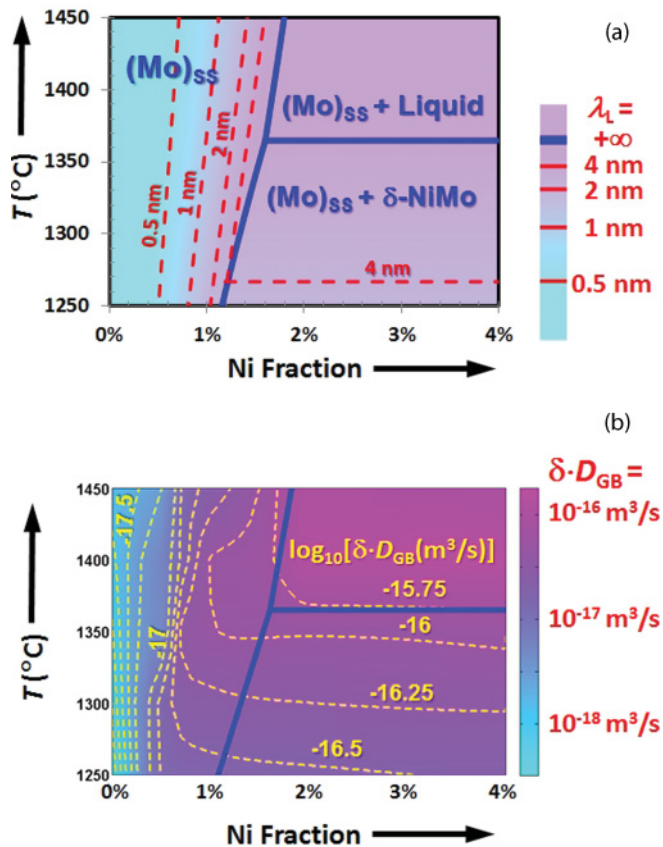 (a)
1450
1400
1350
1300
1250
T (°C)
(Mo)SS
(Mo)SS + Liquid
(Mo)SS + δ-NiMo
0.5 nm
1 nm
2 nm
4 nm
0%
1%
2%
3%
4%
Ni Fraction
λL =
+∞
4 nm
2 nm
1 nm
0.5 nm
(b)
1450
1400
1350
1300
1250
T (°C)
-17.5
-17
log10[δ·DGB(m³/s)]
-15.75
-16
-16.25
-16.5
0%
1%
2%
3%
4%
Ni Fraction
δ·DGB =
10⁻¹⁶ m³/s
10⁻¹⁷ m³/s
10⁻¹⁸ m³/s